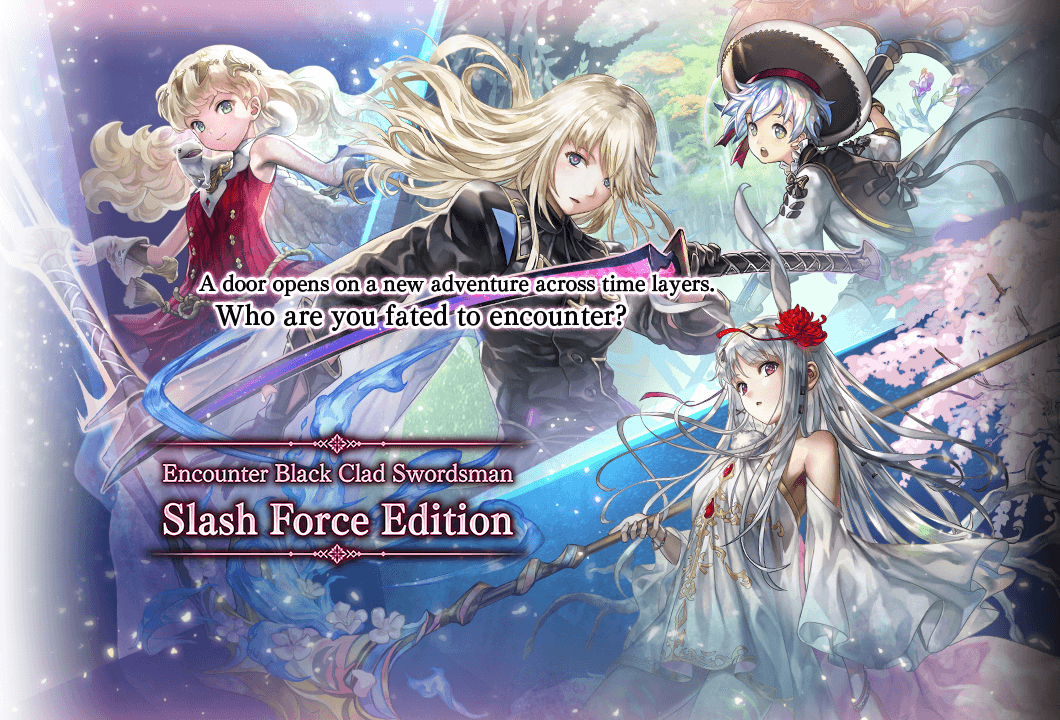 A door opens on a new adventure across time layers.
Who are you fated to encounter?
Encounter Black Clad Swordsman
Slash Force Edition